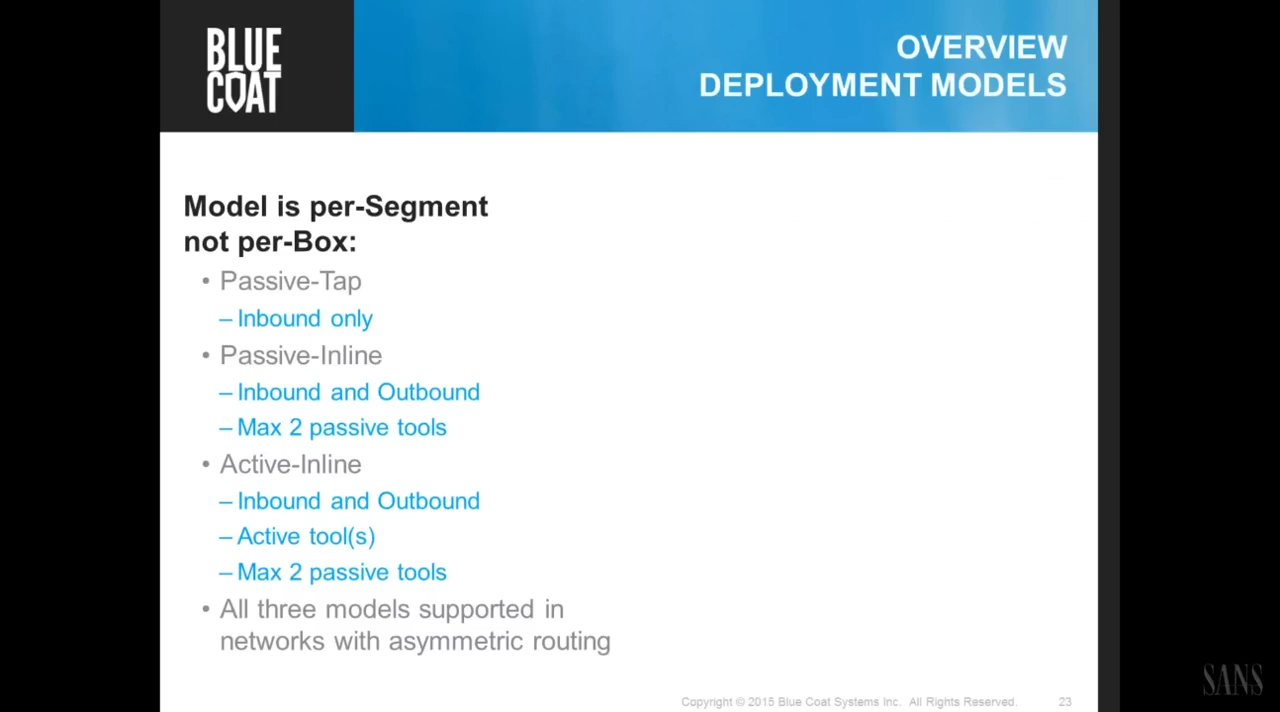 BLUE
COAT
OVERVIEW
DEPLOYMENT MODELS
Model is per-Segment
not per-Box:
• Passive-Tap
– Inbound only
• Passive-Inline
– Inbound and Outbound
– Max 2 passive tools
• Active-Inline
– Inbound and Outbound
– Active tool(s)
– Max 2 passive tools
• All three models supported in
networks with asymmetric routing
Copyright © 2015 Blue Coat Systems Inc. All Rights Reserved. 23
SANS